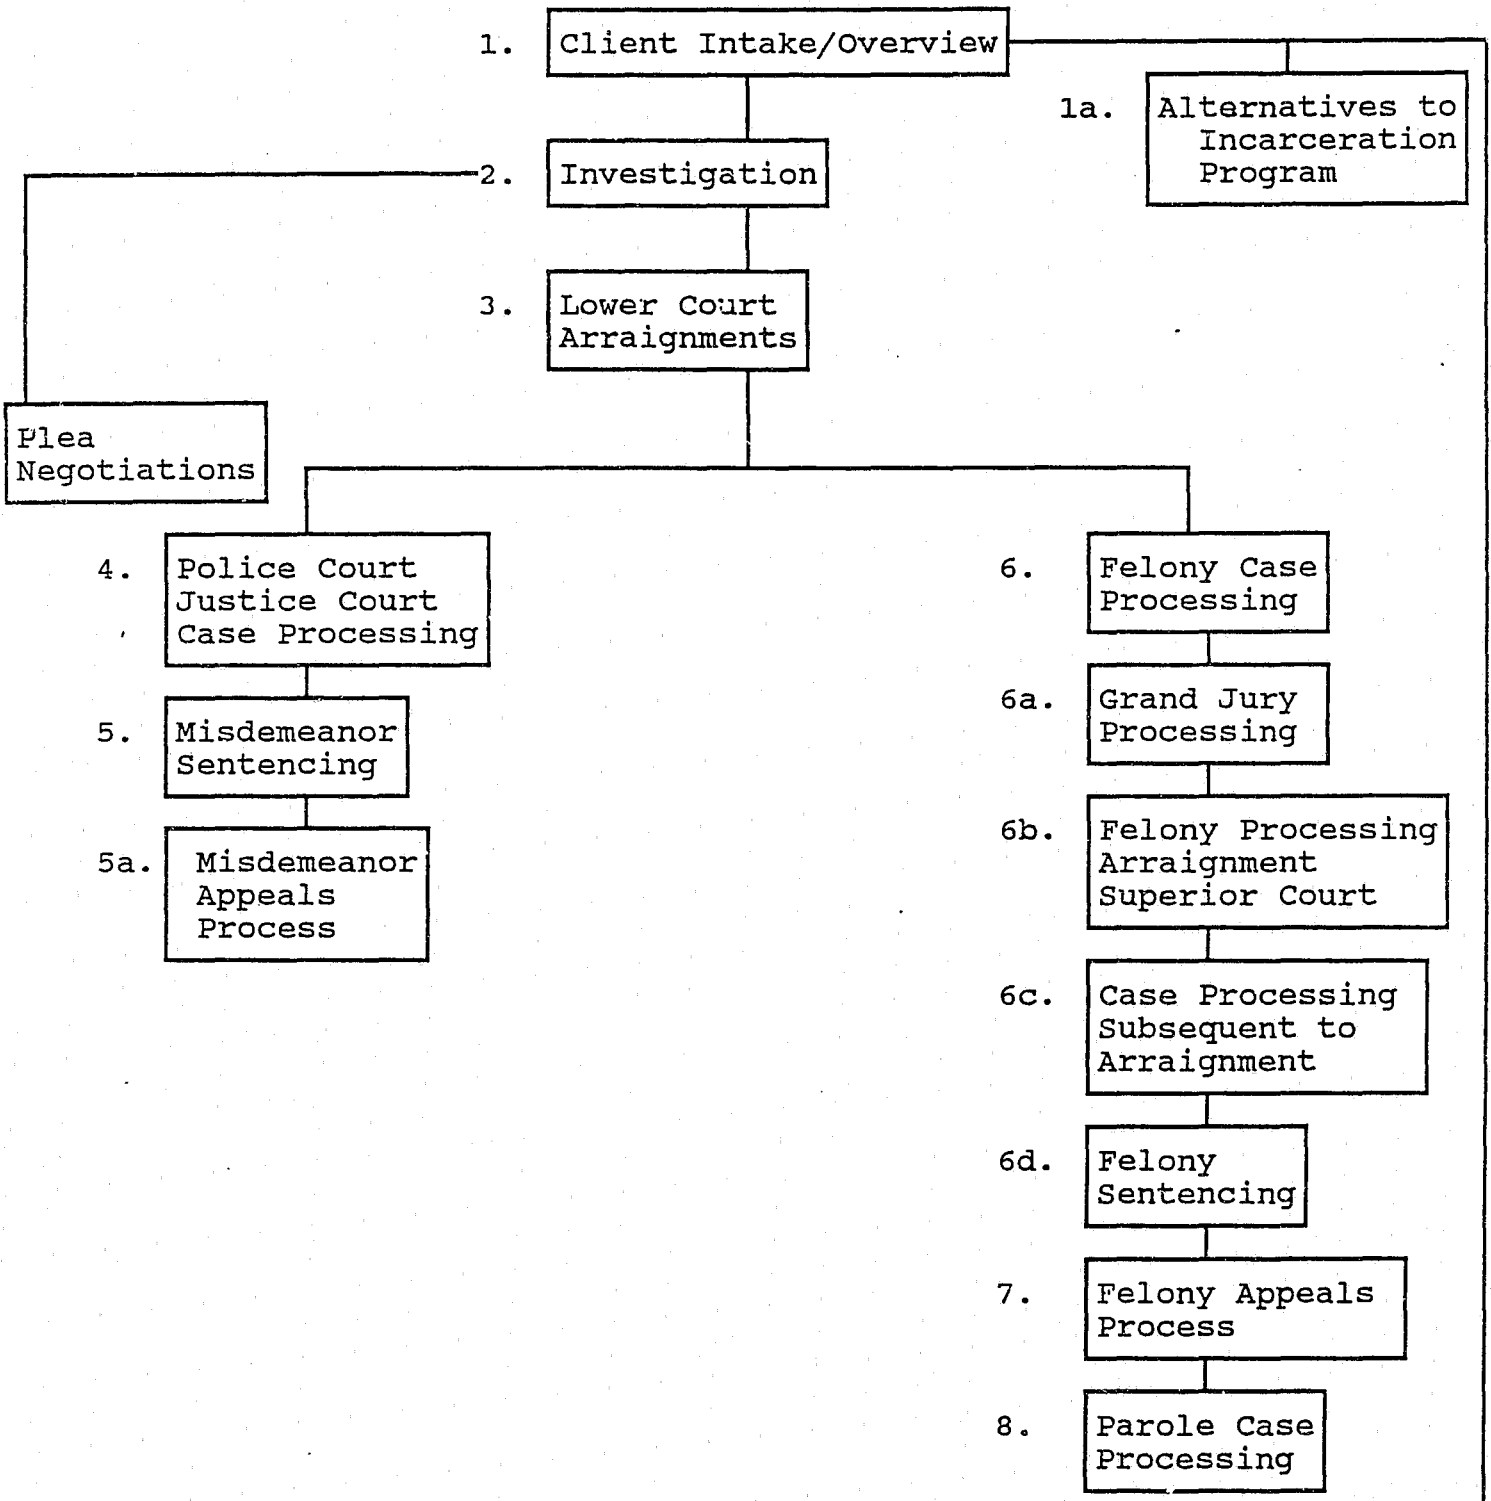 1. Client Intake/Overview
1a. Alternatives to
Incarceration
Program
2. Investigation
3. Lower Court
Arraignments
Plea
Negotiations
4. Police Court
Justice Court
Case Processing
5. Misdemeanor
Sentencing
5a. Misdemeanor
Appeals
Process
6. Felony Case
Processing
6a. Grand Jury
Processing
6b. Felony Processing
Arraignment
Superior Court
6c. Case Processing
Subsequent to
Arraignment
6d. Felony
Sentencing
7. Felony Appeals
Process
8. Parole Case
Processing